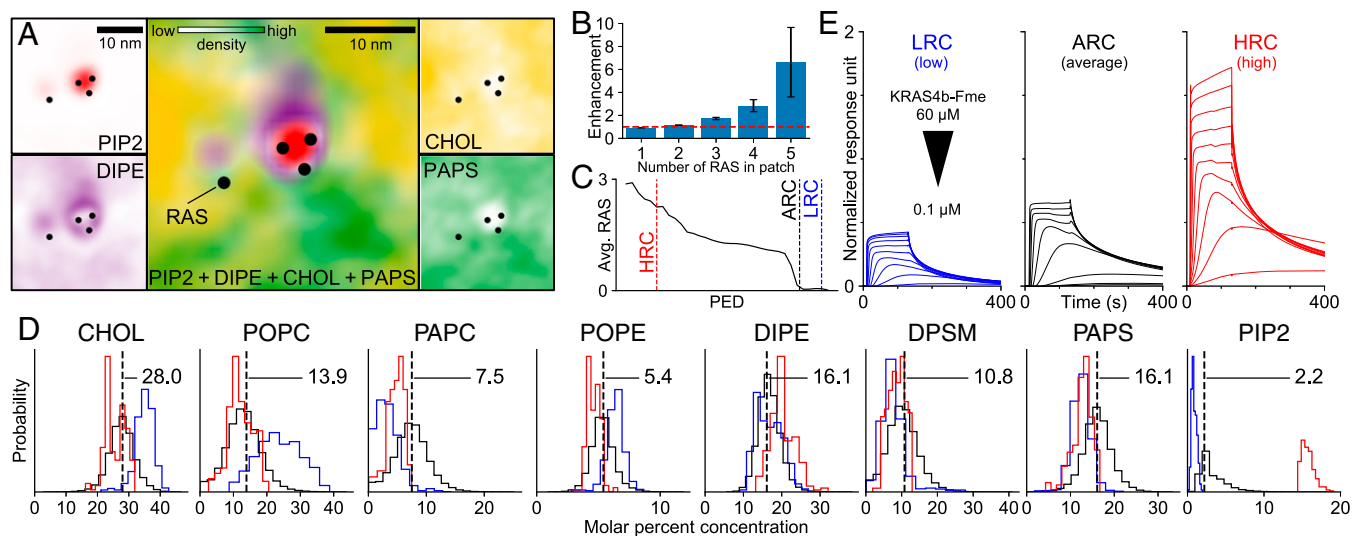 A
10 nm
PIP2
DIPE
low high
density
10 nm
RAS
PIP2 + DIPE + CHOL + PAPS
CHOL
PAPS
B
Enhancement
10
8
6
4
2
0
1 2 3 4 5
Number of RAS in patch
C
Avg. RAS
3
0
HRC
ARC
LRC
PED
E
Normalized response unit
2
1
0
LRC
(low)
KRAS4b-Fme
60 µM
0.1 µM
0 400
ARC
(average)
Time (s)
0 400
HRC
(high)
0 400
D
Probability
CHOL
28.0
0 10 20 30 40 50
POPC
13.9
0 10 20 30 40
PAPC
7.5
0 10 20
POPE
5.4
0 10
DIPE
16.1
0 10 20 30
DPSM
10.8
0 10 20 30 40
PAPS
16.1
0 10 20 30
PIP2
2.2
0 10 20
Molar percent concentration